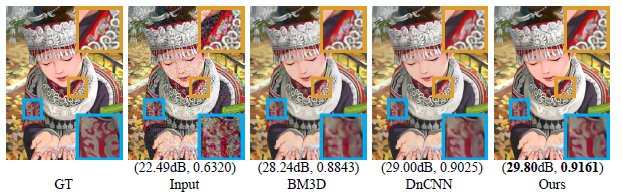 (22.49dB, 0.6320) (28.24dB, 0.8843) (29.00dB, 0.9025) (29.80dB, 0.9161)
GT Input BM3D DnCNN Ours